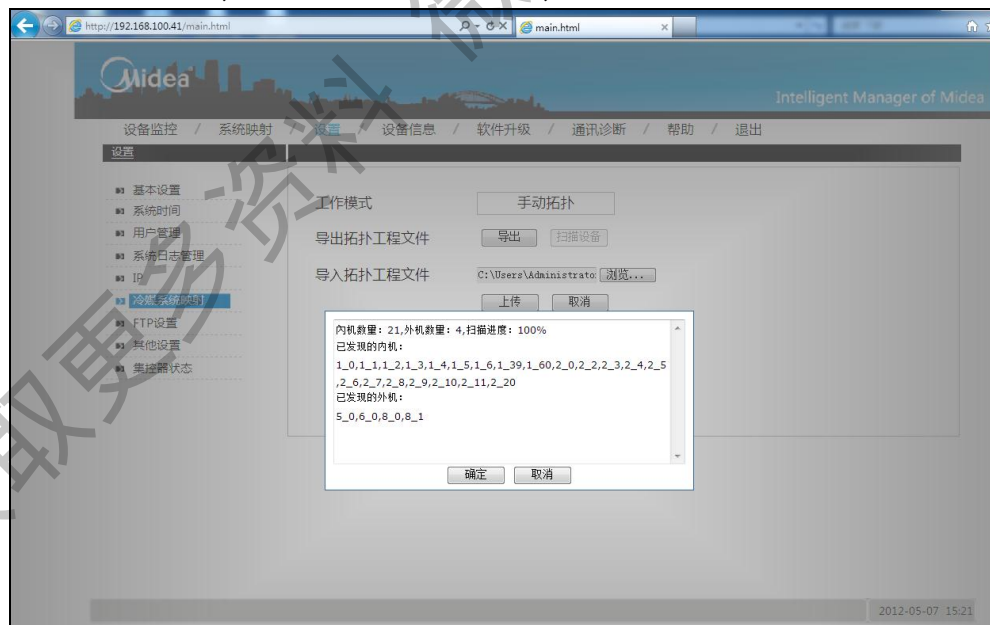 http://192.168.100.41/main.html
main.html
Midea
Intelligent Manager of Midea
设备监控 / 系统映射 / 设置 / 设备信息 / 软件升级 / 通讯诊断 / 帮助 / 退出
设置
基本设置
系统时间
用户管理
系统日志管理
IP
冷媒系统映射
FTP设置
其他设置
集控器状态
工作模式 手动拓扑
导出拓扑工程文件 导出 扫描设备
导入拓扑工程文件 C:\Users\Administrato 浏览...
上传 取消
内机数量: 21,外机数量: 4,扫描进度: 100%
已发现的内机:
1_0,1_1,1_2,1_3,1_4,1_5,1_6,1_39,1_60,2_0,2_2,2_3,2_4,2_5
,2_6,2_7,2_8,2_9,2_10,2_11,2_20
已发现的外机:
5_0,6_0,8_0,8_1
确定 取消
2012-05-07 15:21
取更多资料